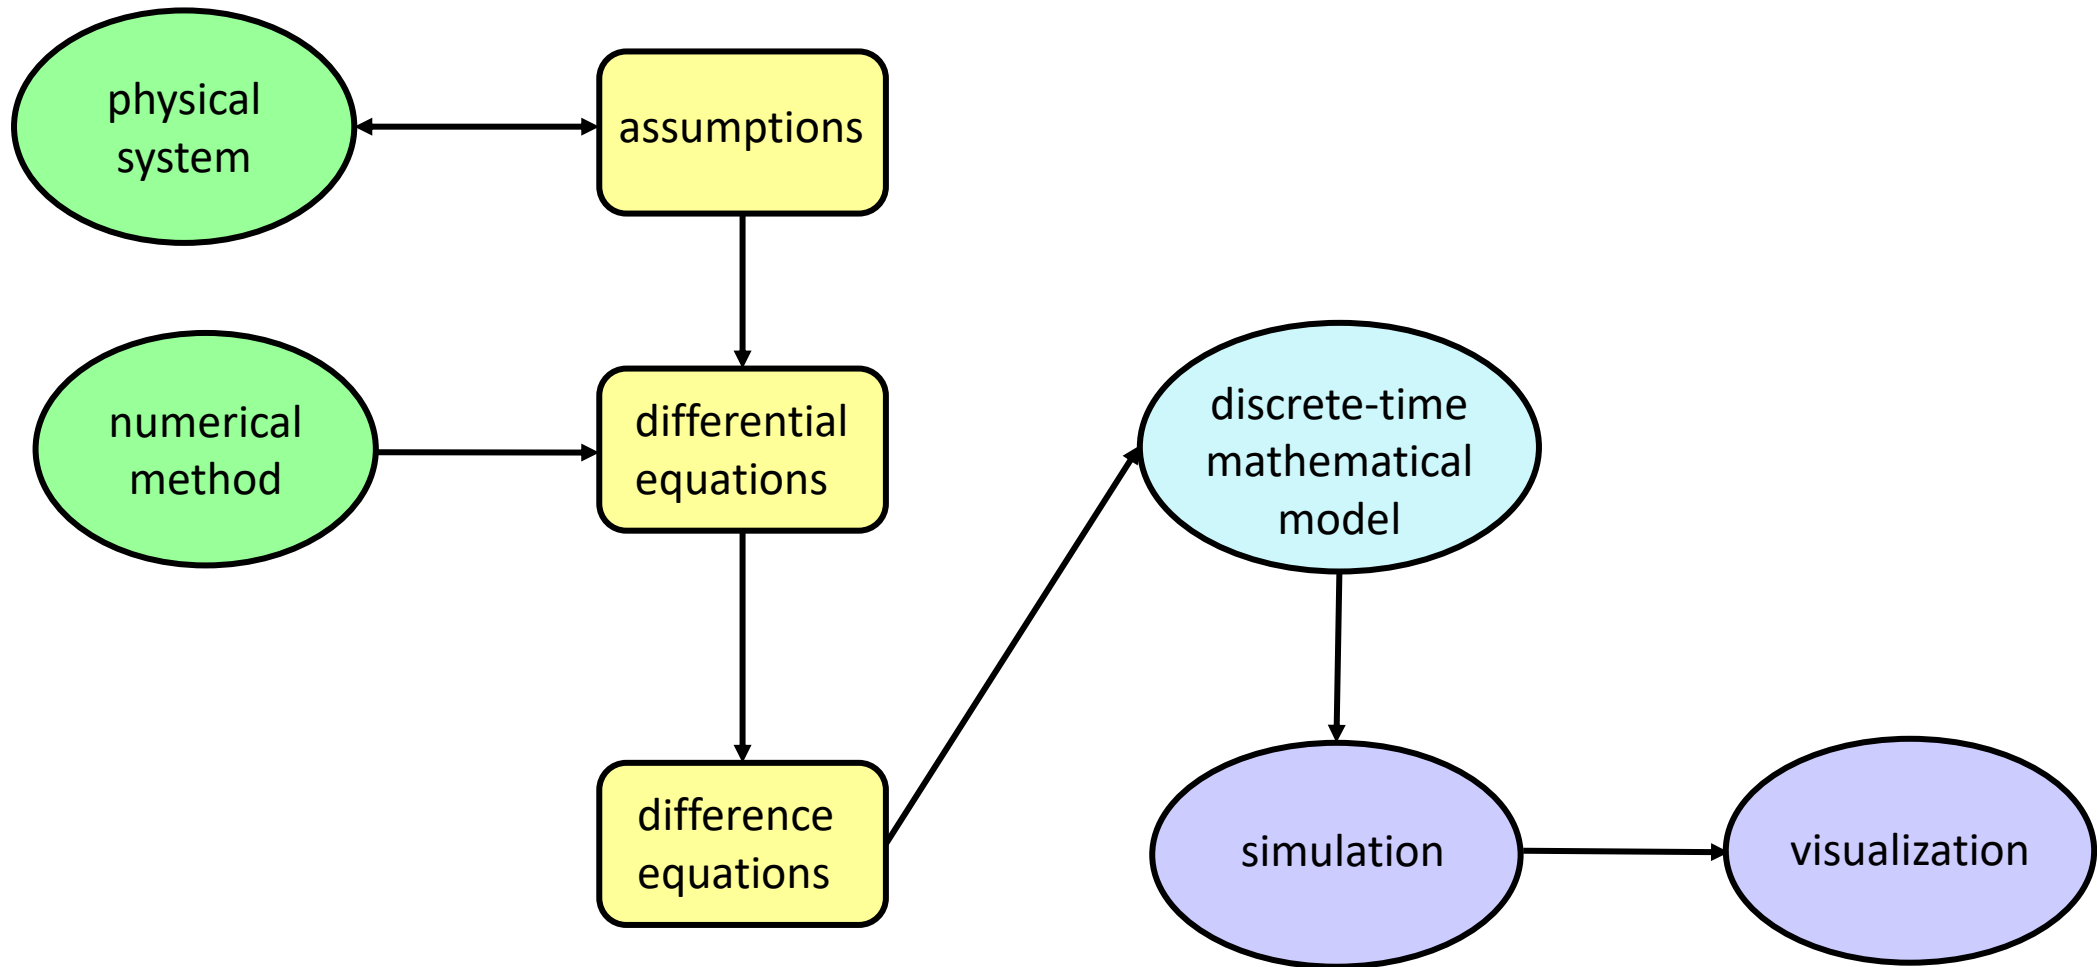 physical
system
assumptions
numerical
method
differential
equations
discrete-time
mathematical
model
difference
equations
simulation
visualization